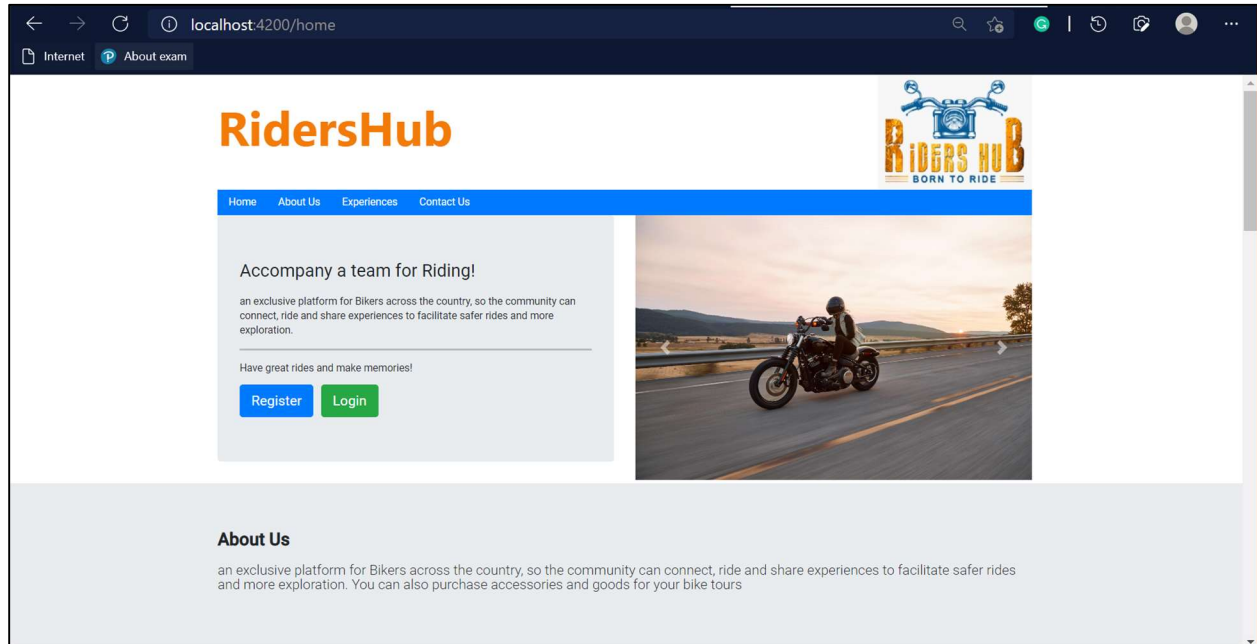 localhost:4200/home
Internet
About exam
RidersHub
RiDERS HUB
BORN TO RIDE
Home About Us Experiences Contact Us
Accompany a team for Riding!
an exclusive platform for Bikers across the country, so the community can
connect, ride and share experiences to facilitate safer rides and more
exploration.
Have great rides and make memories!
Register Login
About Us
an exclusive platform for Bikers across the country, so the community can connect, ride and share experiences to facilitate safer rides
and more exploration. You can also purchase accessories and goods for your bike tours